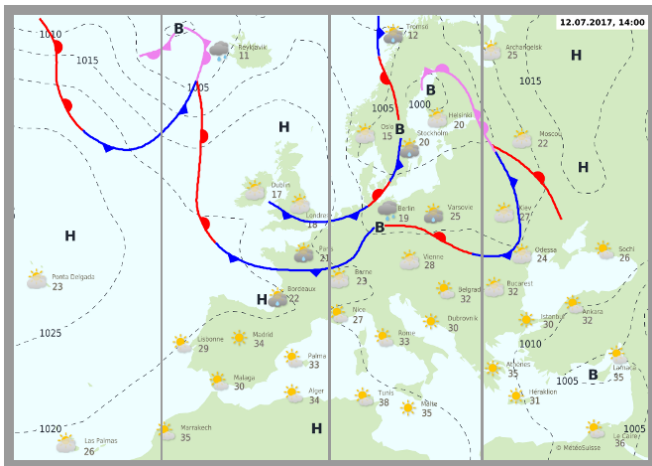 12.07.2017, 14:00
1010
B
Tromsö
12
Reykjavik
11
Archangelsk
25
H
1015
1015
1005
B
1005
1000
H
Oslo
15
B
Helsinki
20
Stockholm
20
Moscou
22
H
Dublin
17
Londres
18
Berlin
19
Varsovie
25
Kiev
27
H
B
Paris
21
Vienne
28
Odessa
24
Sochi
26
Ponta Delgada
23
Berne
23
H
Bordeaux
22
Belgrad
32
Bucarest
32
Ankara
32
1025
Nice
27
Dubrovnik
30
Istanbul
30
Lisbonne
29
Madrid
34
Rome
33
1010
Palma
33
Malaga
30
Alger
34
Athènes
35
1005
B
Larnaca
35
Tunis
38
Malte
35
Héraklion
31
1020
Las Palmas
26
Marrakech
35
H
Le Caire
36
1005
© MétéoSuisse